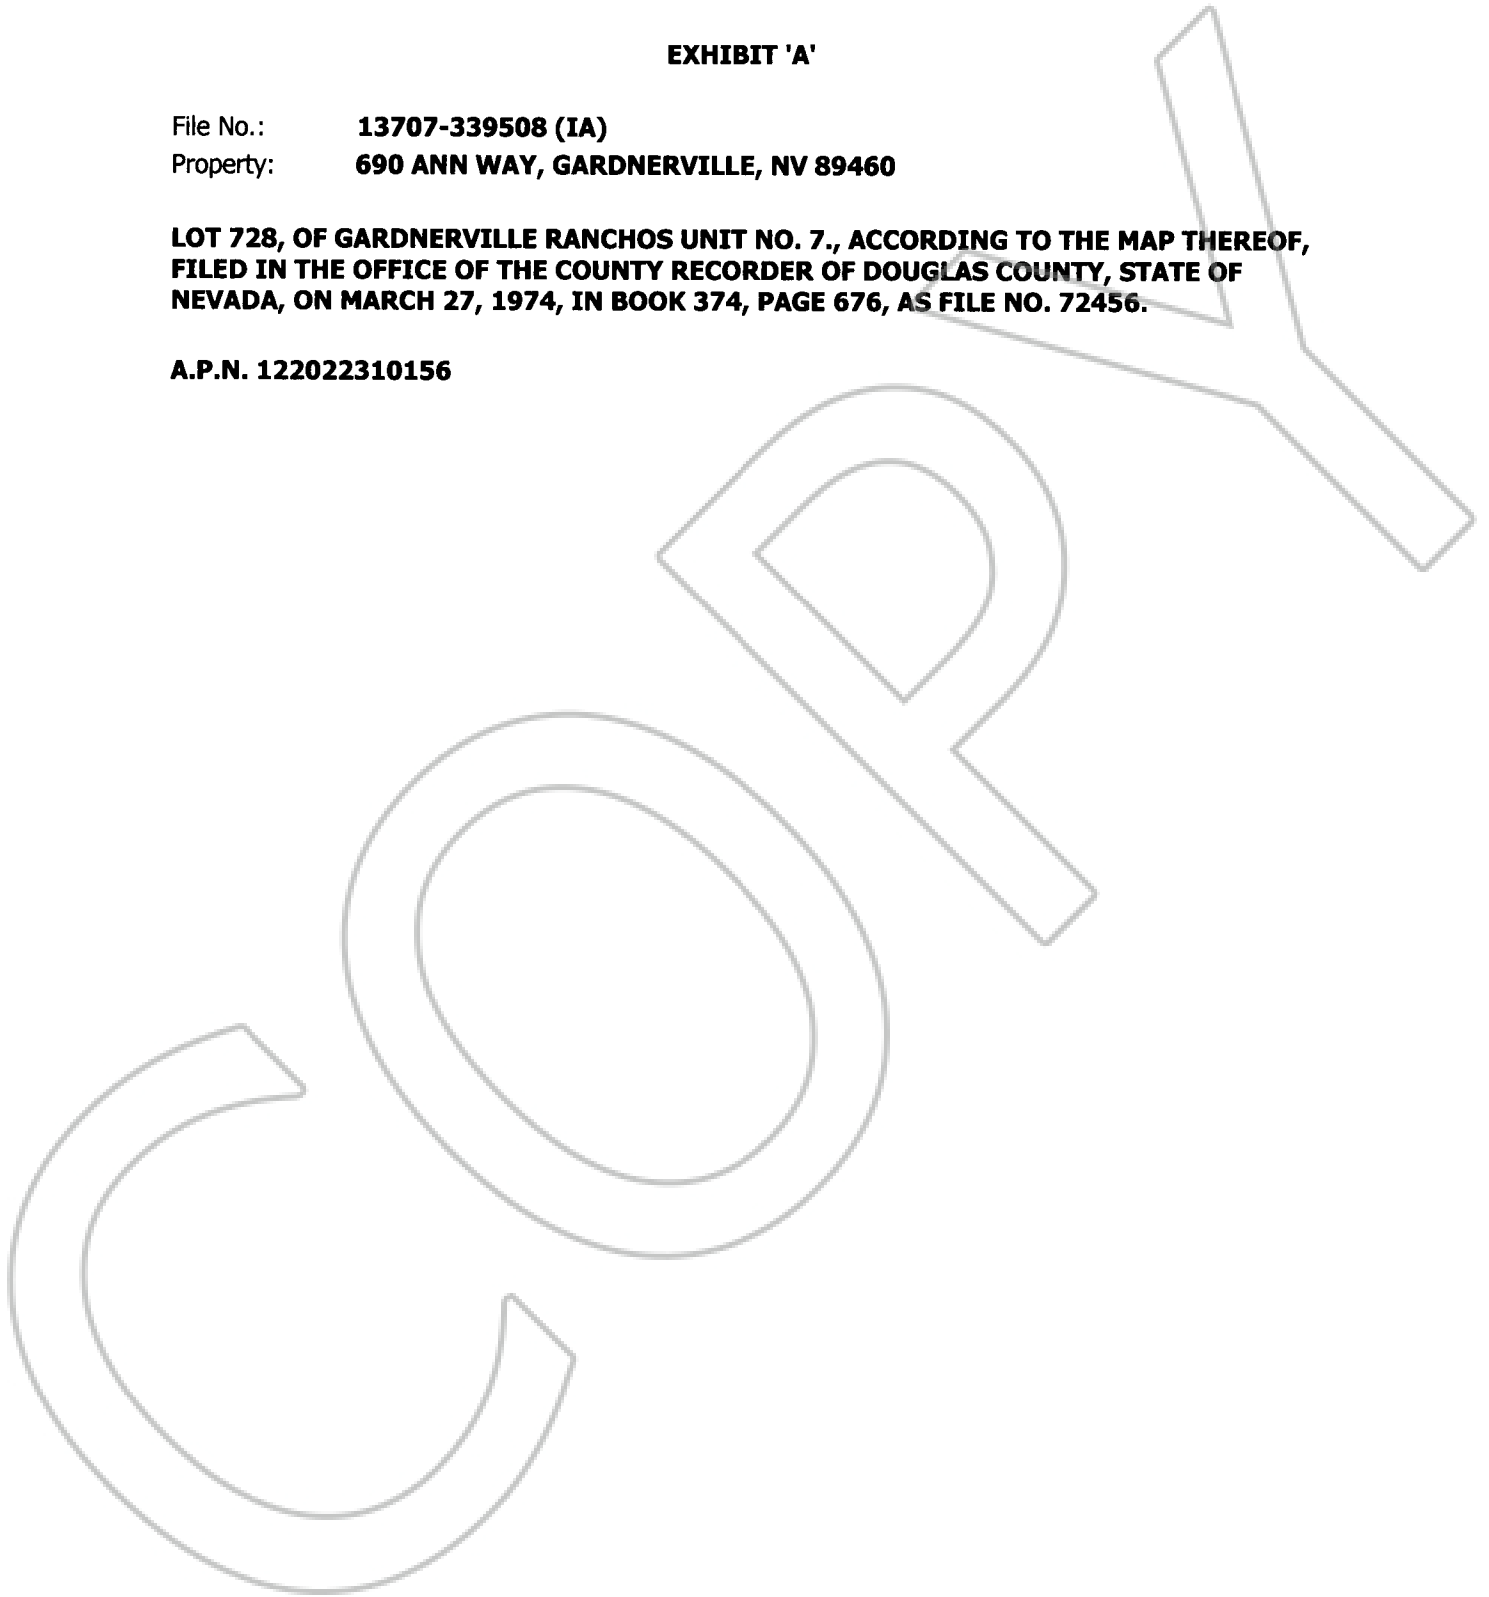 EXHIBIT 'A'
File No.: 13707-339508 (IA)
Property: 690 ANN WAY, GARDNERVILLE, NV 89460
LOT 728, OF GARDNERVILLE RANCHOS UNIT NO. 7., ACCORDING TO THE MAP THEREOF,
FILED IN THE OFFICE OF THE COUNTY RECORDER OF DOUGLAS COUNTY, STATE OF
NEVADA, ON MARCH 27, 1974, IN BOOK 374, PAGE 676, AS FILE NO. 72456.
A.P.N. 122022310156
COPY